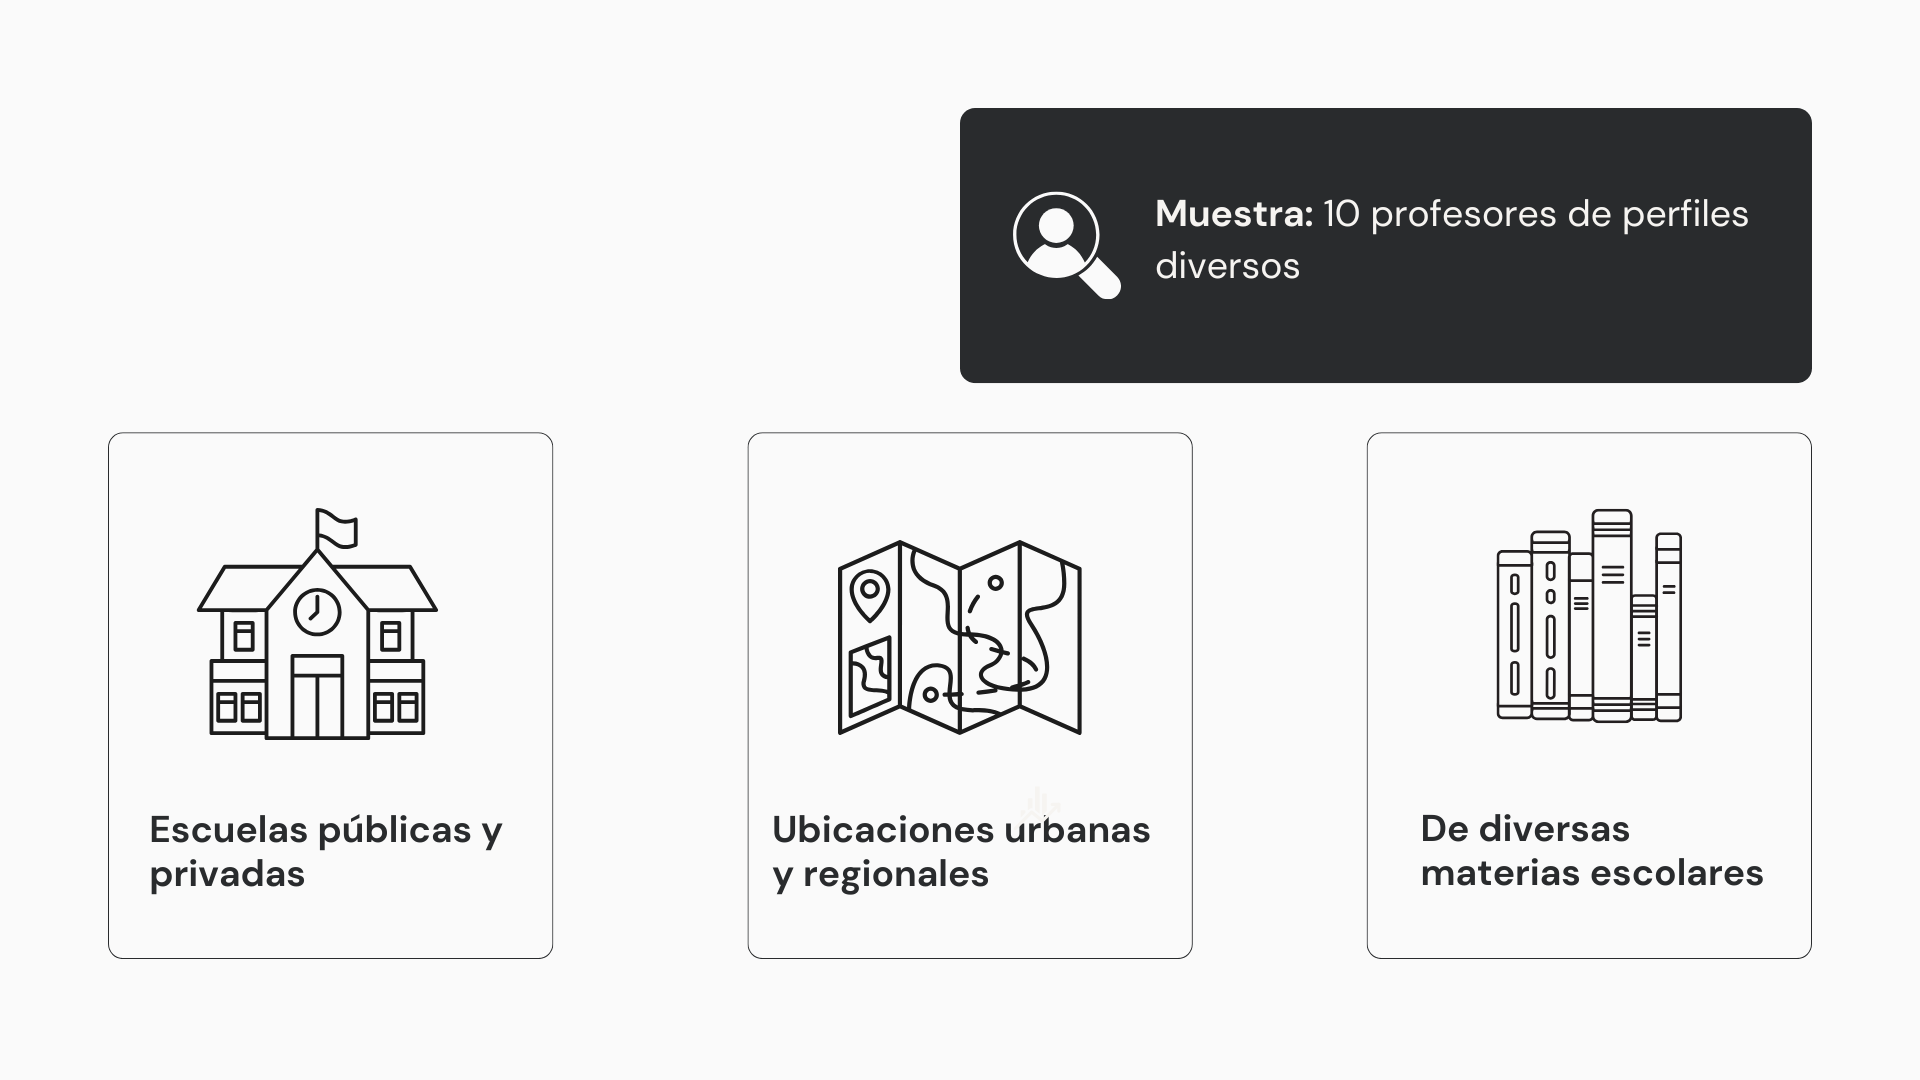 Muestra: 10 profesores de perfiles
diversos
Escuelas públicas y
privadas
Ubicaciones urbanas
y regionales
De diversas
materias escolares